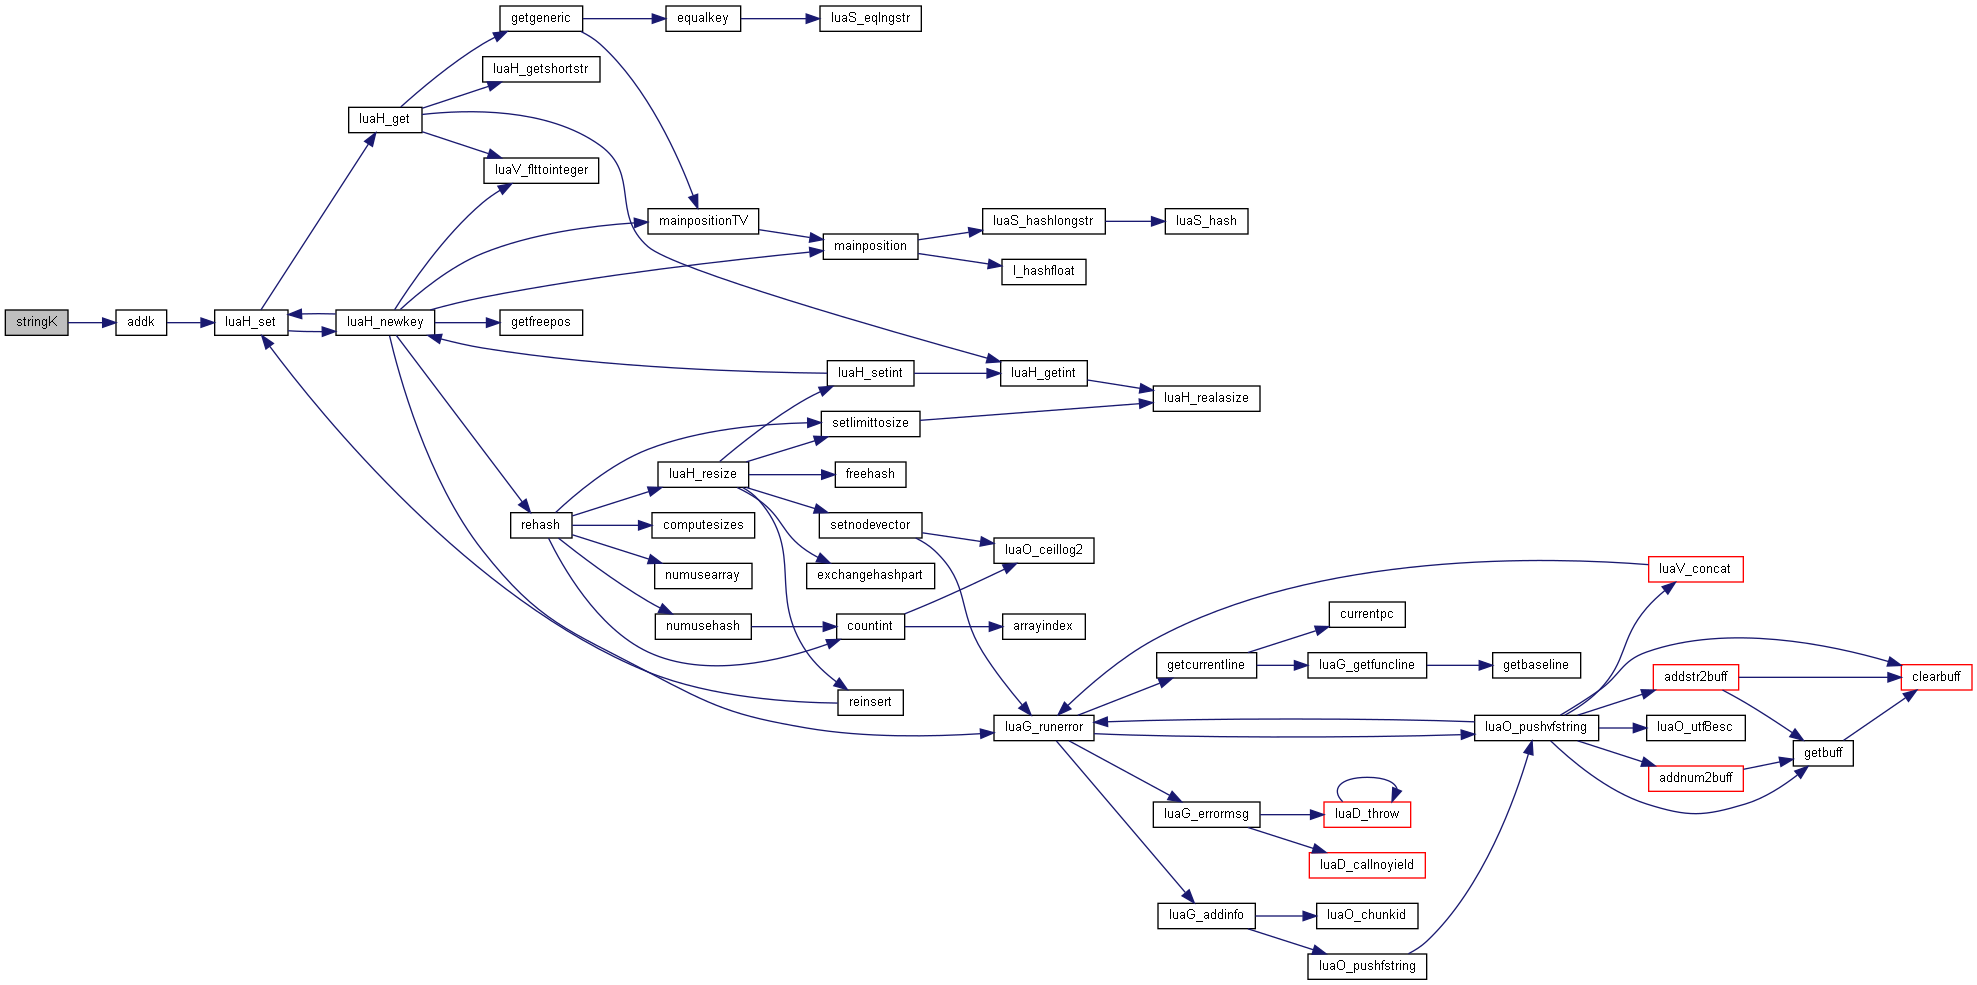 getgeneric
equalkey
luaS_eqlngstr
luaH_getshortstr
luaH_get
luaV_flttointeger
mainpositionTV
luaS_hashlongstr
luaS_hash
mainposition
l_hashfloat
stringK
addk
luaH_set
luaH_newkey
getfreepos
luaH_setint
luaH_getint
luaH_realasize
setlimittosize
luaH_resize
freehash
rehash
computesizes
setnodevector
luaO_ceillog2
numusearray
exchangehashpart
luaV_concat
numusehash
countint
arrayindex
currentpc
getcurrentline
luaG_getfuncline
getbaseline
addstr2buff
clearbuff
reinsert
luaG_runerror
luaO_pushvfstring
luaO_utf8esc
getbuff
addnum2buff
luaG_errormsg
luaD_throw
luaD_callnoyield
luaG_addinfo
luaO_chunkid
luaO_pushfstring